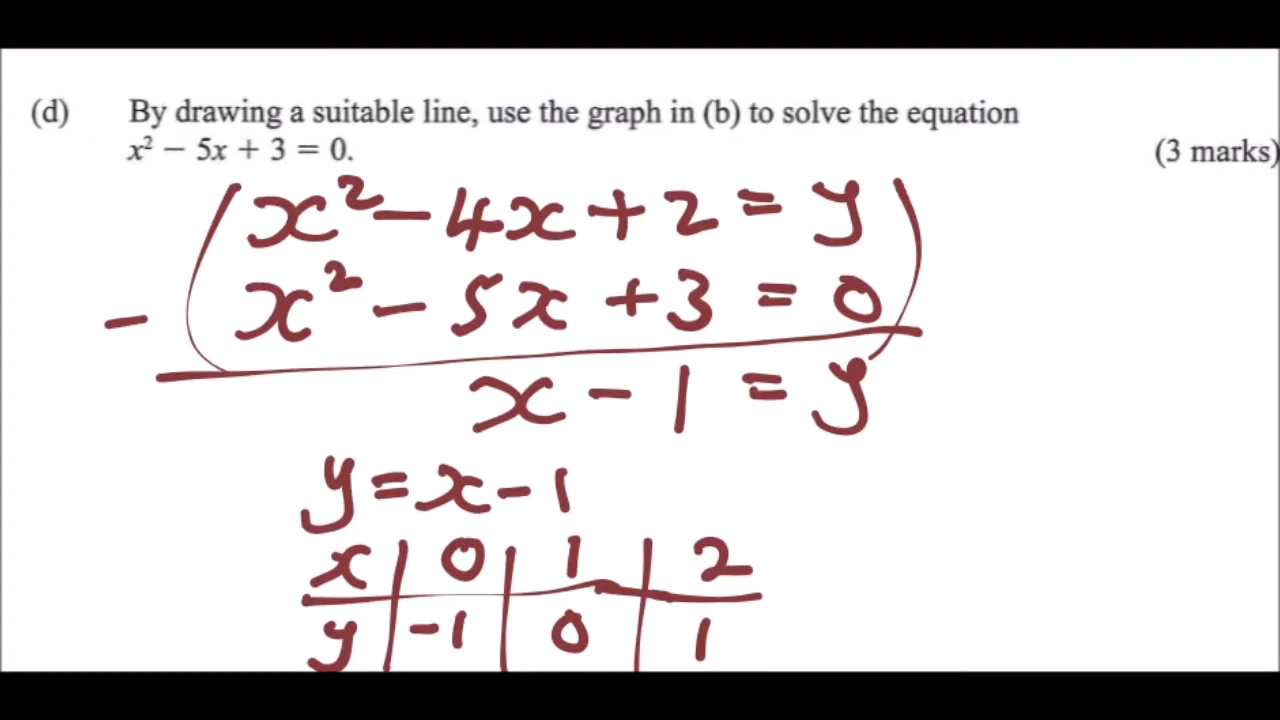 (d) By drawing a suitable line, use the graph in (b) to solve the equation
x² − 5x + 3 = 0. (3 marks)
x² − 4x + 2 = y
− x² − 5x + 3 = 0
x − 1 = y
y = x − 1
x | 0 | 1 | 2
y | −1 | 0 | 1